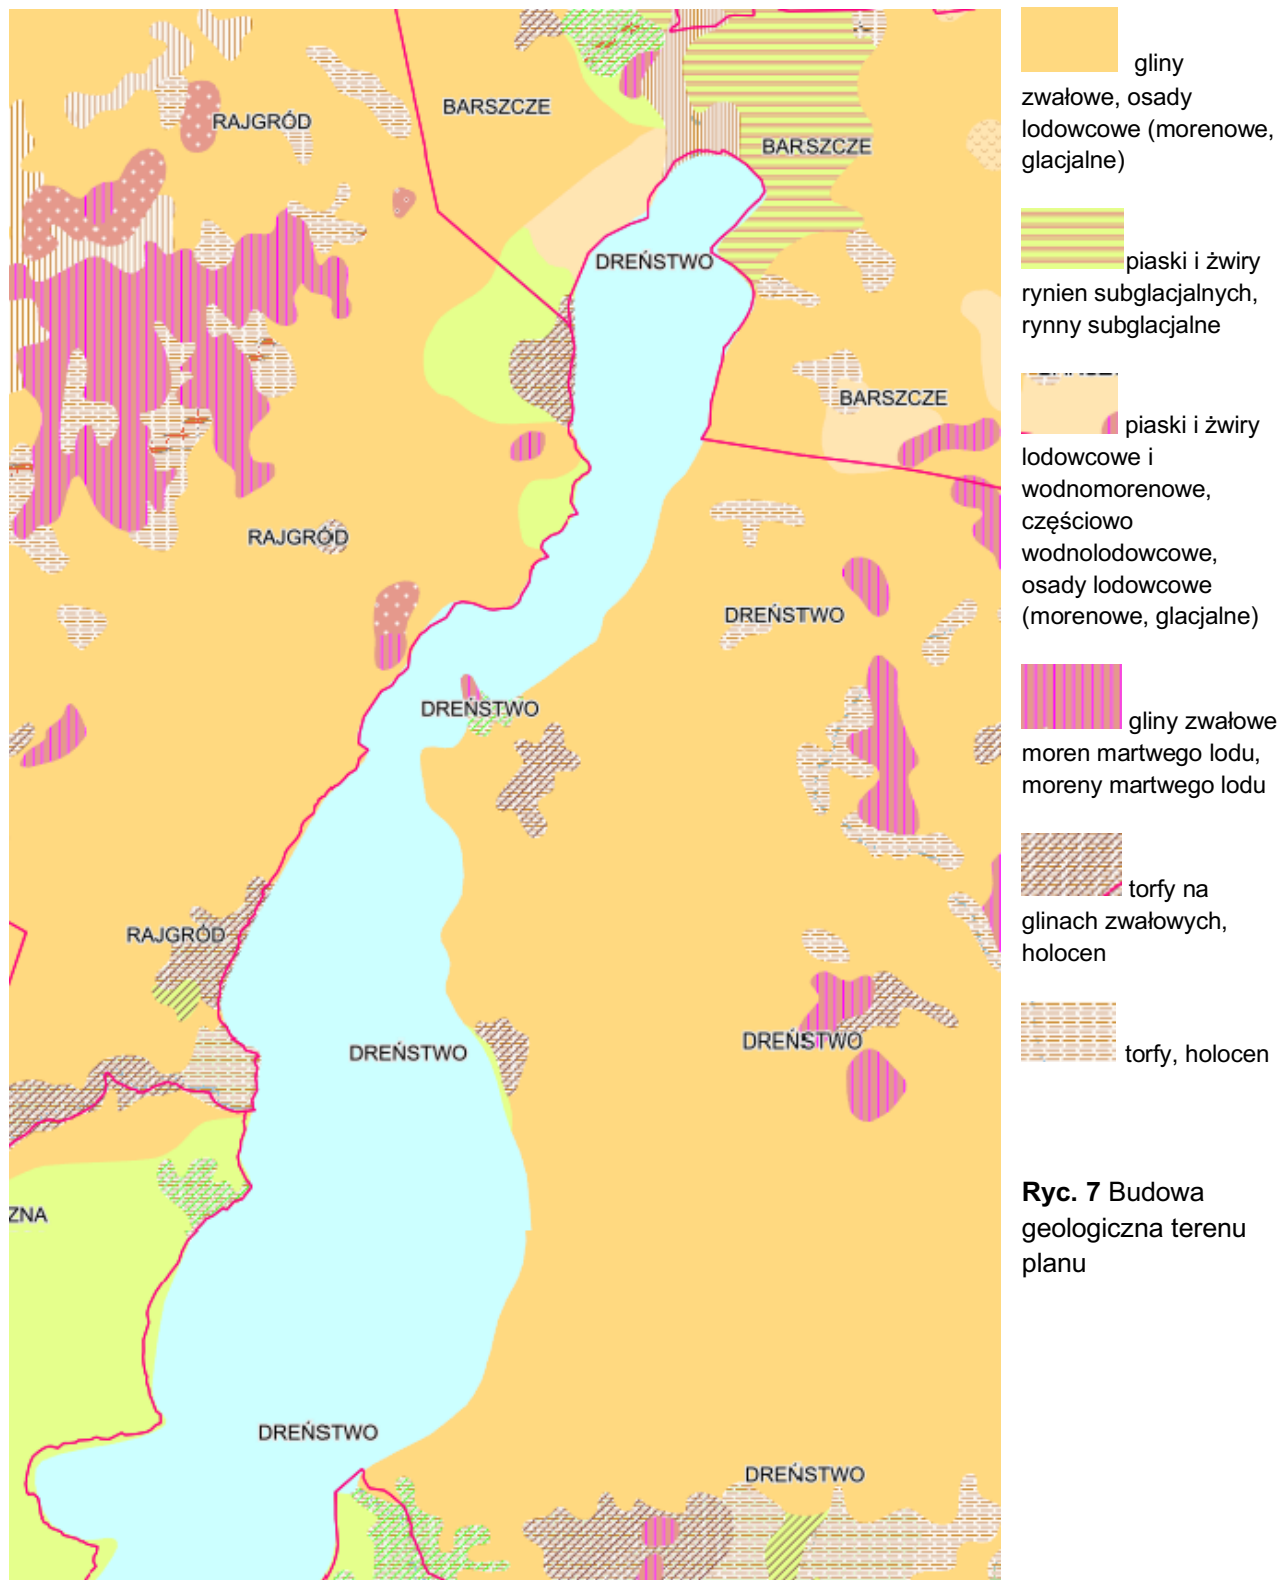 RAJGRÓD
BARSZCZE
BARSZCZE
DREŃSTWO
BARSZCZE
RAJGRÓD
DREŃSTWO
DREŃSTWO
RAJGRÓD
DREŃSTWO
DREŃSTWO
ZNA
DREŃSTWO
DREŃSTWO
gliny
zwałowe, osady
lodowcowe (morenowe,
glacjalne)
piaski i żwiry
rynien subglacjalnych,
rynny subglacjalne
piaski i żwiry
lodowcowe i
wodnomorenowe,
częściowo
wodnolodowcowe,
osady lodowcowe
(morenowe, glacjalne)
gliny zwałowe
moren martwego lodu,
moreny martwego lodu
torfy na
glinach zwałowych,
holocen
torfy, holocen
Ryc. 7 Budowa
geologiczna terenu
planu